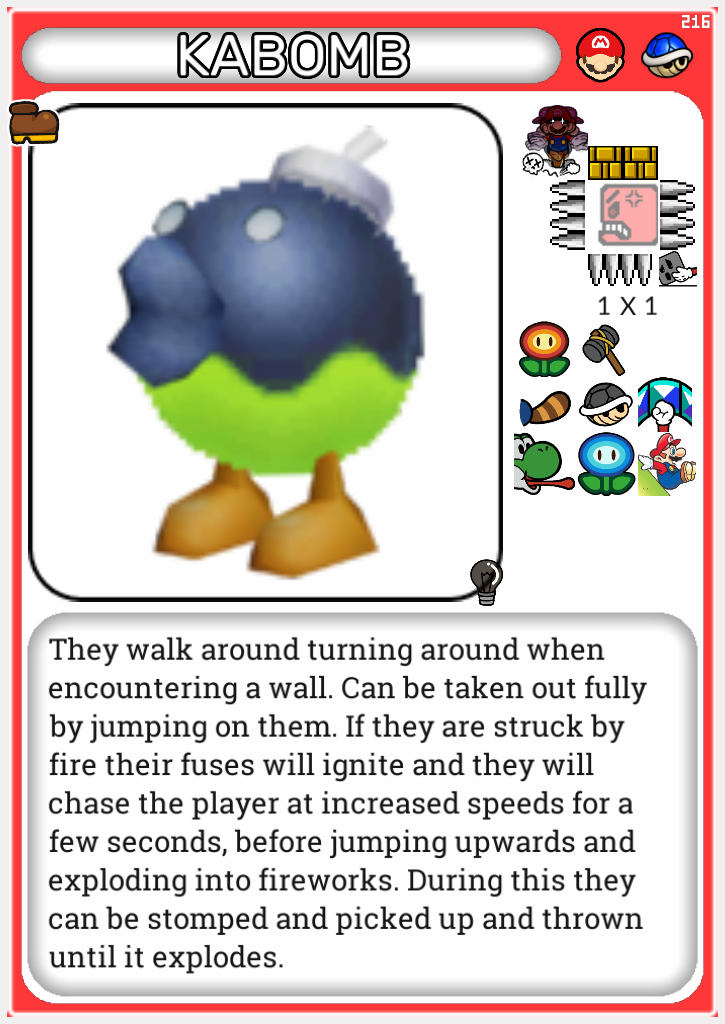 216
KABOMB
1 X 1
They walk around turning around when
encountering a wall. Can be taken out fully
by jumping on them. If they are struck by
fire their fuses will ignite and they will
chase the player at increased speeds for a
few seconds, before jumping upwards and
exploding into fireworks. During this they
can be stomped and picked up and thrown
until it explodes.